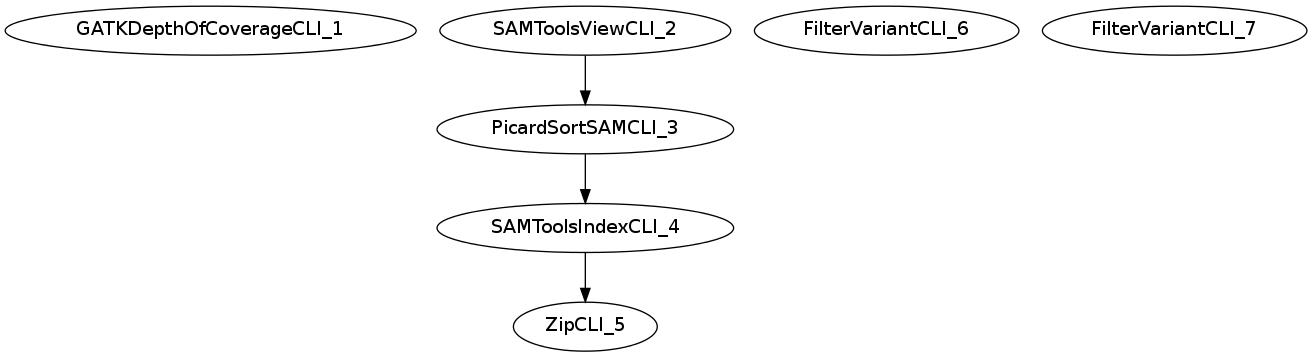 GATKDepthOfCoverageCLI_1
SAMToolsViewCLI_2
FilterVariantCLI_6
FilterVariantCLI_7
PicardSortSAMCLI_3
SAMToolsIndexCLI_4
ZipCLI_5